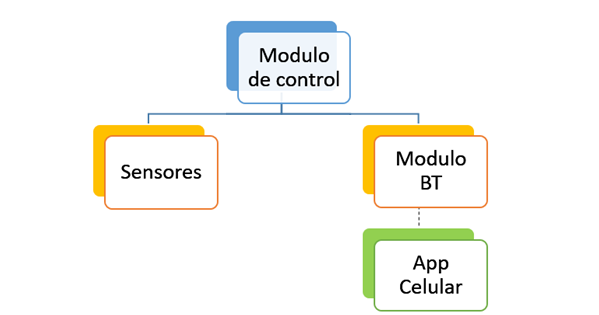 Modulo
de control
Sensores
Modulo
BT
App
Celular